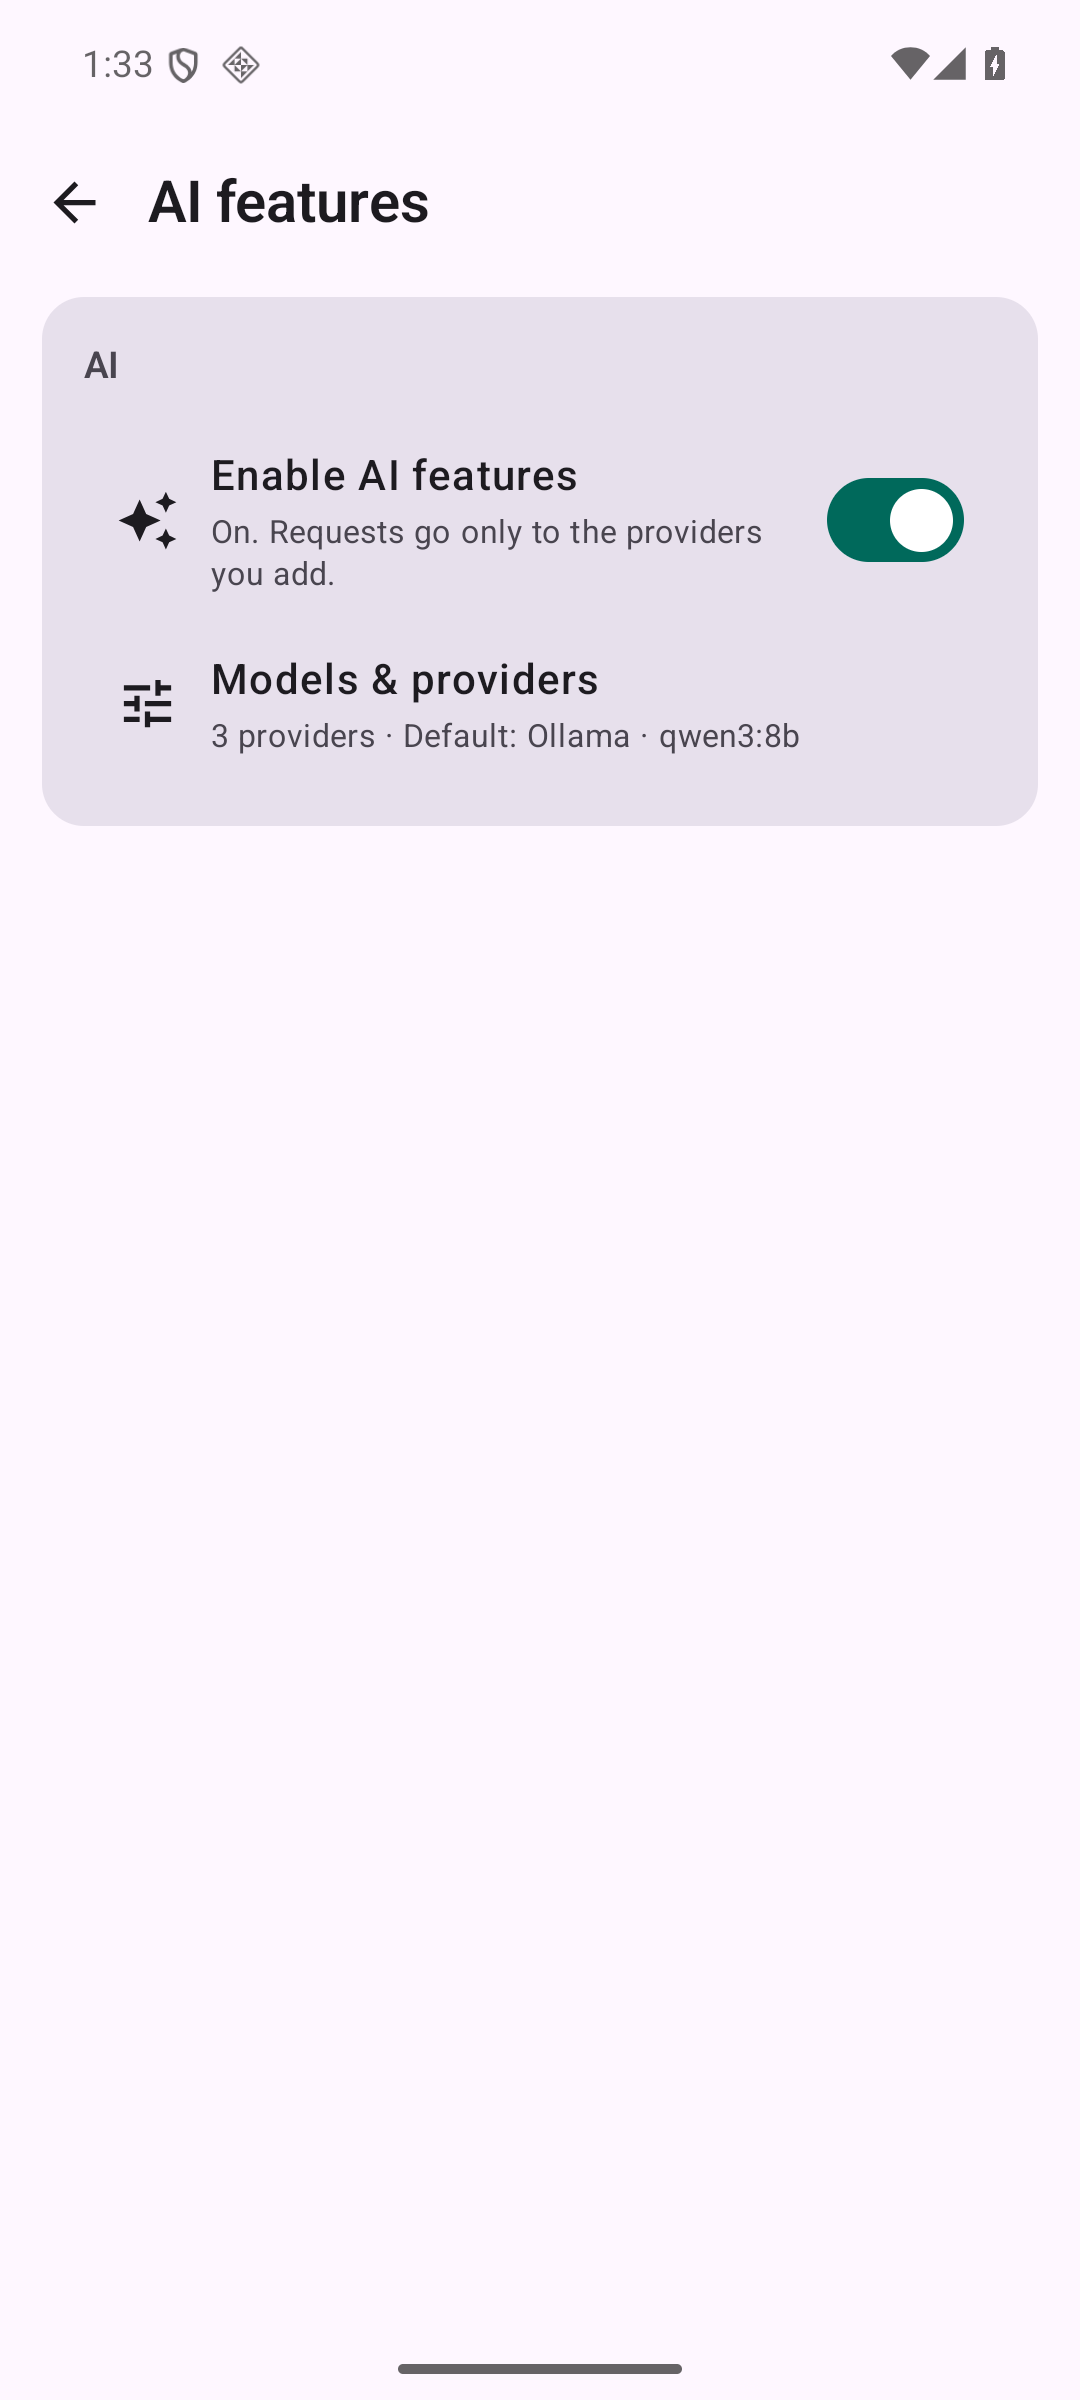 1:33
AI features
AI
Enable AI features
On. Requests go only to the providers
you add.
Models & providers
3 providers · Default: Ollama · qwen3:8b